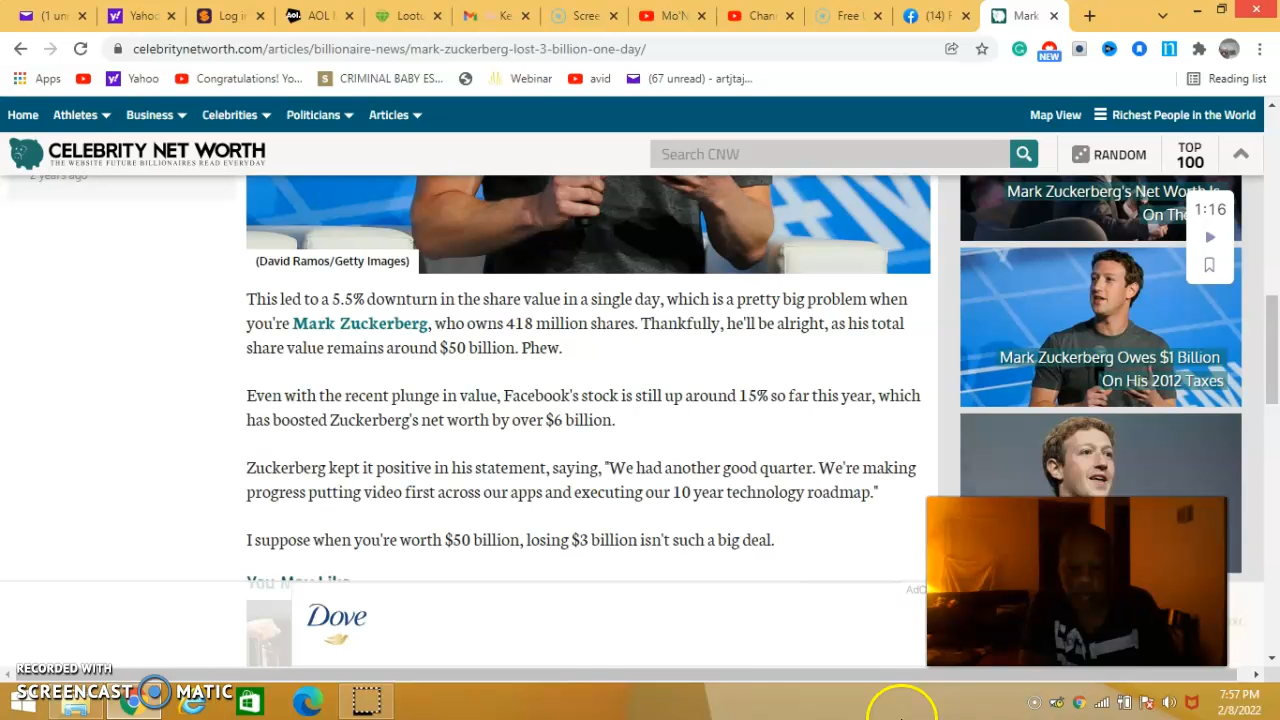 (1 un
Yahoo
Log in
AOL
Aol.
Lootu
Ke
Scree
Mo'N
Chan
Free U
(14) F
Mark
celebritynetworth.com/articles/billionaire-news/mark-zuckerberg-lost-3-billion-one-day/
NEW
Apps
Yahoo
Congratulations! Yo...
CRIMINAL BABY ES...
Webinar
avid
(67 unread) - artjtaj...
Reading list
Home
Athletes
Business
Celebrities
Politicians
Articles
Map View
Richest People in the World
CELEBRITY NET WORTH
THE WEBSITE FUTURE BILLIONAIRES READ EVERYDAY
Search CNW
RANDOM
TOP
100
2 years ago
Mark Zuckerberg's Net Worth Is
On Th
1:16
(David Ramos/Getty Images)
This led to a 5.5% downturn in the share value in a single day, which is a pretty big problem when
you're Mark Zuckerberg, who owns 418 million shares. Thankfully, he'll be alright, as his total
share value remains around $50 billion. Phew.
Mark Zuckerberg Owes $1 Billion
On His 2012 Taxes
Even with the recent plunge in value, Facebook's stock is still up around 15% so far this year, which
has boosted Zuckerberg's net worth by over $6 billion.
Zuckerberg kept it positive in his statement, saying, "We had another good quarter. We're making
progress putting video first across our apps and executing our 10 year technology roadmap."
I suppose when you're worth $50 billion, losing $3 billion isn't such a big deal.
You May Like
Dove
RECORDED WITH
SCREENCAST MATIC
7:57 PM
2/8/2022